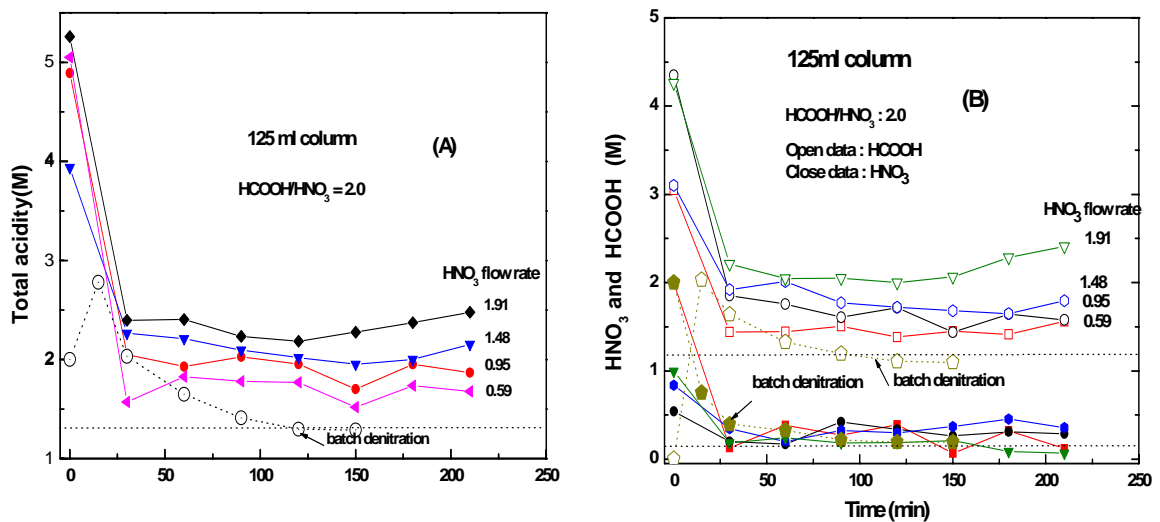 5
4
3
2
1
Total acidity(M)
0
50
100
150
200
250
125 ml column
(A)
HCOOH/HNO₃ = 2.0
HNO₃ flow rate
1.91
1.48
0.95
0.59
batch denitration
5
4
3
2
1
0
HNO₃ and HCOOH (M)
0
50
100
150
200
250
Time (min)
125ml column
(B)
HCOOH/HNO₃ : 2.0
Open data : HCOOH
Close data : HNO₃
HNO₃ flow rate
1.91
1.48
0.95
0.59
batch denitration
batch denitration